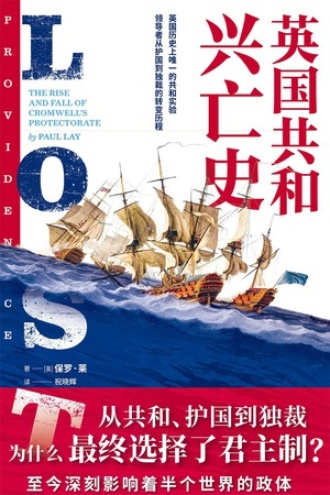 PROVIDENCE
LOST
THE RISE
AND FALL OF
CROMWELL'S
PROTECTORATE
by PAUL LAY
英国历史上唯一的共和实验
领导者从护国到独裁的转变历程
英国共和
兴亡史
著 — [英] 保罗·莱
译 — 祝晓辉
从共和、护国到独裁
为什么最终选择了君主制?
至今深刻影响着半个世界的政体